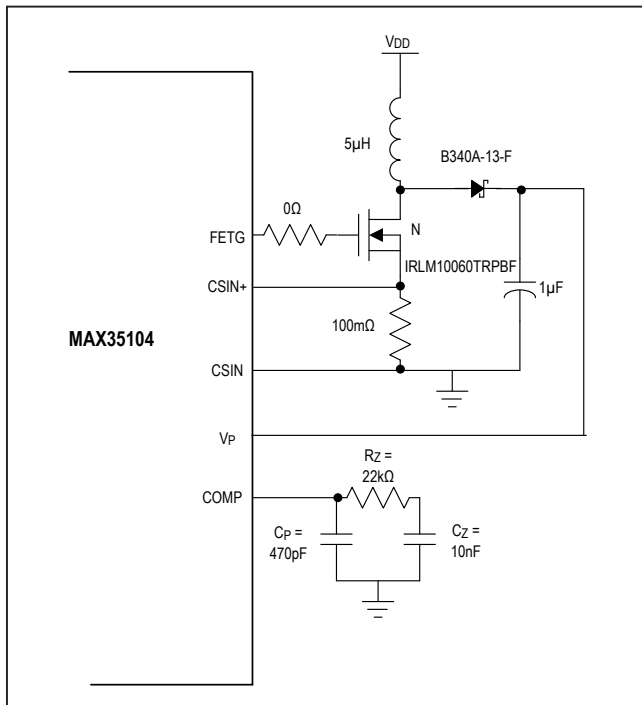 VDD
5µH
B340A-13-F
0Ω
N
FETG
IRLM10060TRPBF
CSIN+
1µF
100mΩ
MAX35104
CSIN
VP
RZ =
22kΩ
COMP
CP =
470pF
CZ =
10nF